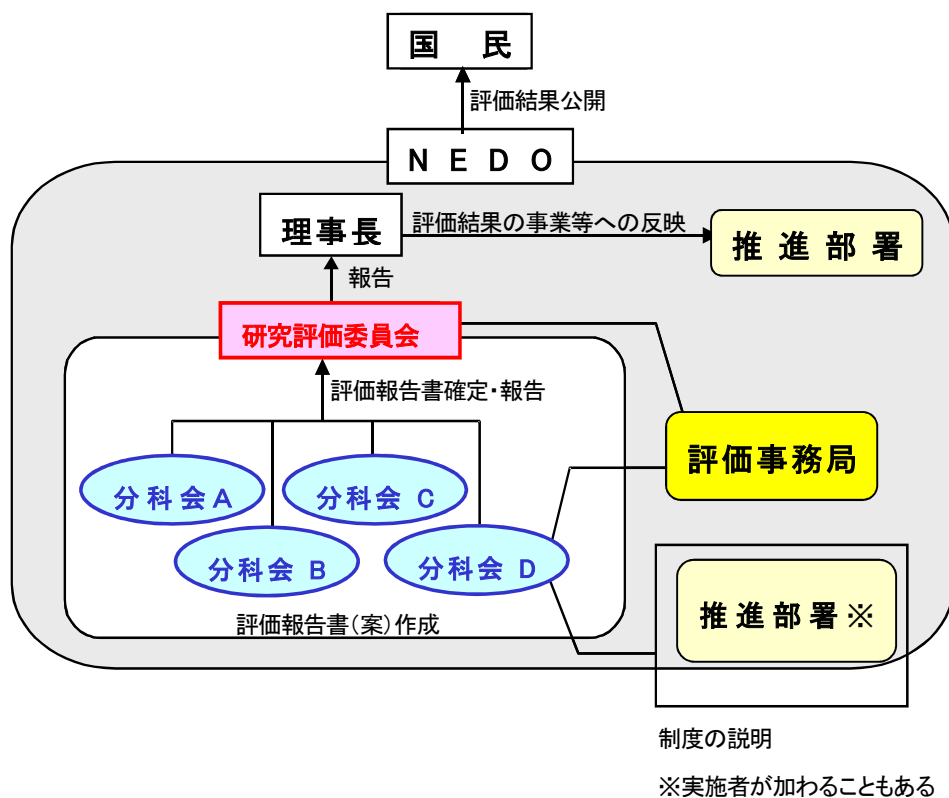 国　民
評価結果公開
ＮＥＤＯ
理事長
評価結果の事業等への反映
推進部署
報告
研究評価委員会
評価報告書確定・報告
評価事務局
分科会Ａ
分科会 Ｃ
分科会 Ｂ
分科会 Ｄ
推進部署※
評価報告書（案）作成
制度の説明
※実施者が加わることもある